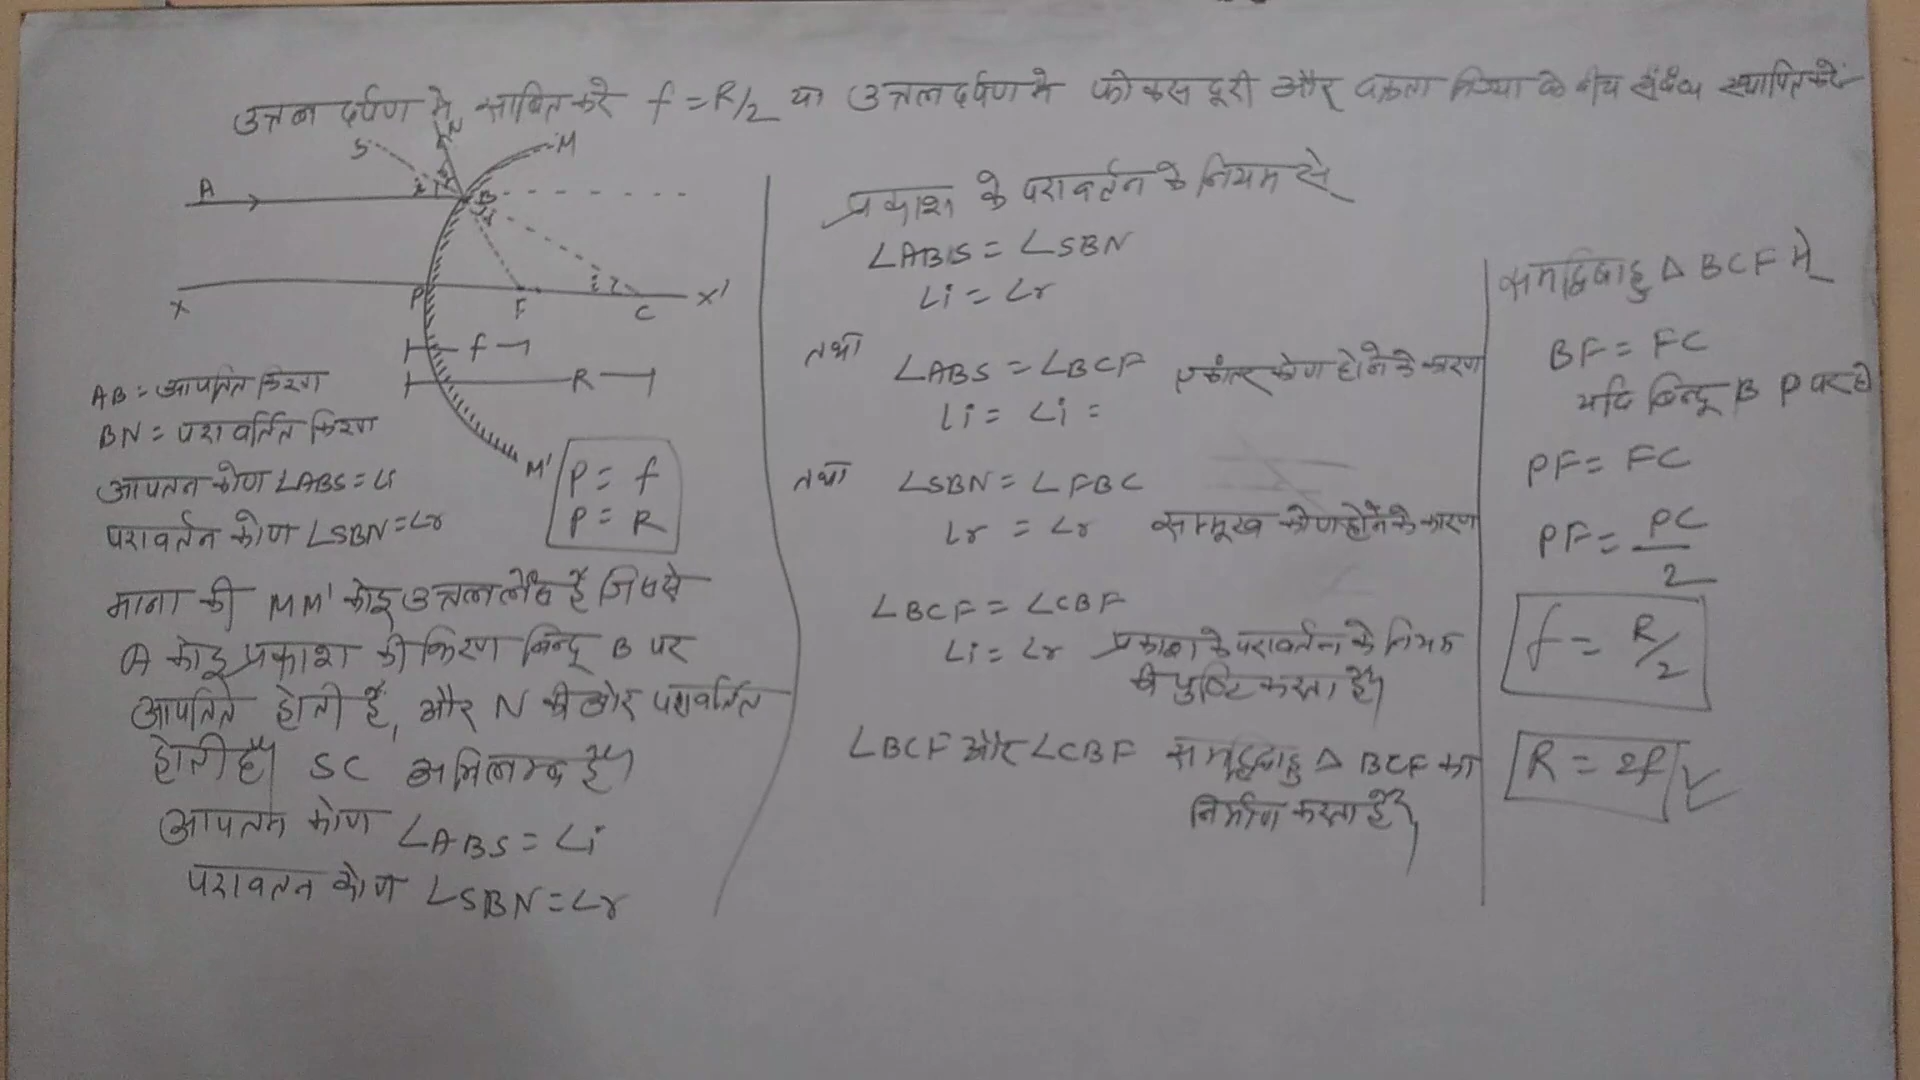 उत्तल दर्पण मे साबित करे f = R/2 या उत्तल दर्पण मे फोकस दूरी और वक्रता त्रिज्या के बीच संबंध स्थापित करें
S N M
A B
X P F C X'
i r
r
i
f
R
M'
AB = आपतित किरण
BN = परावर्तित किरण
आपतन कोण ∠ABS = ∠i
परावर्तन कोण ∠SBN = ∠r
P = f
P = R
माना की MM' कोइ उत्तल लेंस हैं जिससे
A कोइ प्रकाश की किरण बिन्दू B पर
आपतित होती हैं, और N की ओर परावर्तित
होती हैं। SC अभिलम्ब हैं।
आपतन कोण ∠ABS = ∠i
परावतन कोण ∠SBN = ∠r
प्रकाश के परावर्तन के नियम से
∠ABS = ∠SBN
∠i = ∠r
तथा ∠ABS = ∠BCF एकांतर कोण होने के कारण
∠i = ∠i =
तथा ∠SBN = ∠FBC
∠r = ∠r सम्मूख कोण होने के कारण
∠BCF = ∠CBF
∠i = ∠r प्रकाश के परावर्तन के नियम
की पुष्टि करता हैं।
∠BCF और ∠CBF समद्विबाहु Δ BCF का
निर्माण करता हैं।
समद्विबाहु Δ BCF मे
BF = FC
यदि बिन्दू B P पर हो
PF = FC
PF = PC/2
f = R/2
R = 2f